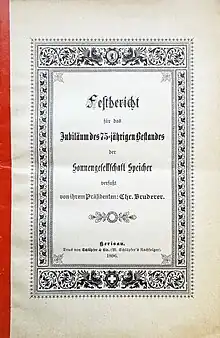 Festbericht
für das
Jubiläum des 75-jährigen Bestandes
der
Sonnengesellschaft Speicher
verfaßt
von ihrem Präsidenten: Chr. Bruderer.
Herisau.
Druck von Schläpfer & Co. (M. Schläpfer's Nachfolger).
1896.